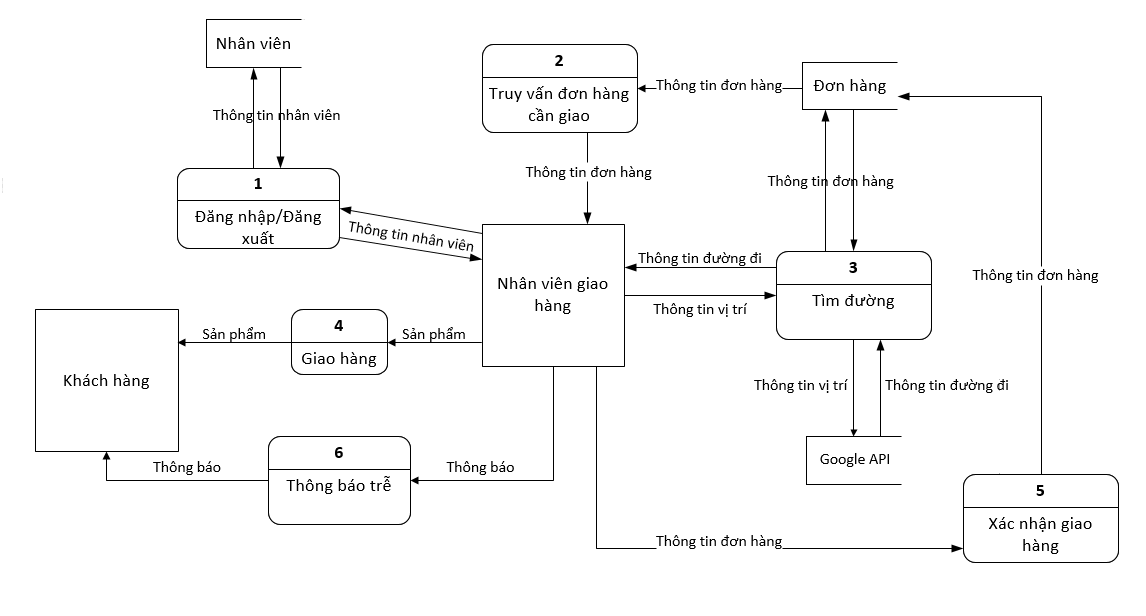 Nhân viên
2
Truy vấn đơn hàng
cần giao
Thông tin đơn hàng
Đơn hàng
Thông tin nhân viên
Thông tin đơn hàng
Thông tin đơn hàng
1
Đăng nhập/Đăng
xuất
Thông tin nhân viên
Nhân viên giao
hàng
Thông tin đường đi
Thông tin vị trí
3
Tìm đường
Thông tin đơn hàng
Khách hàng
Sản phẩm
4
Giao hàng
Sản phẩm
Thông tin vị trí
Thông tin đường đi
Google API
Thông báo
6
Thông báo trễ
Thông báo
Thông tin đơn hàng
5
Xác nhận giao
hàng